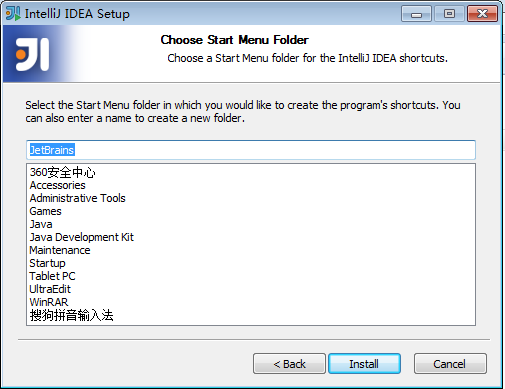 IntelliJ IDEA Setup
Choose Start Menu Folder
Choose a Start Menu folder for the IntelliJ IDEA shortcuts.
Select the Start Menu folder in which you would like to create the program's shortcuts. You
can also enter a name to create a new folder.
JetBrains
360安全中心
Accessories
Administrative Tools
Games
Java
Java Development Kit
Maintenance
Startup
Tablet PC
UltraEdit
WinRAR
搜狗拼音输入法
< Back
Install
Cancel